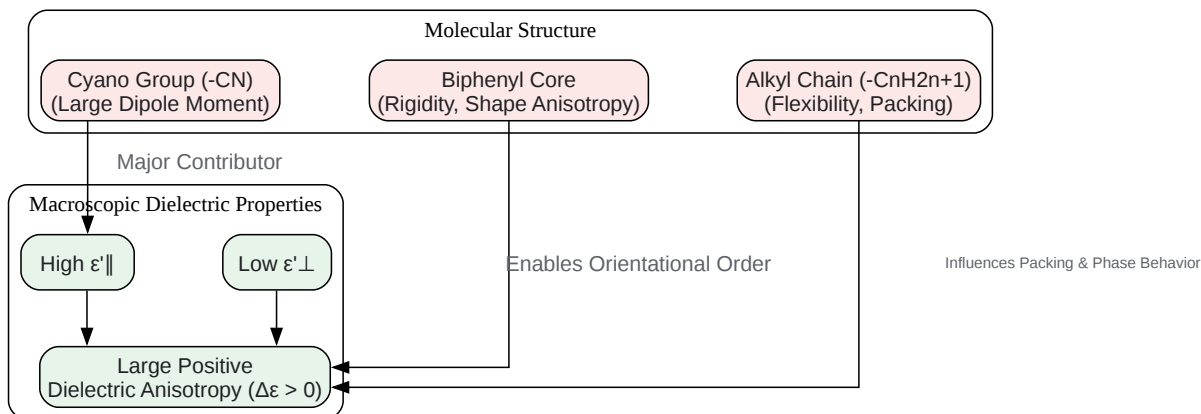 Molecular Structure
Cyano Group (-CN)
(Large Dipole Moment)
Biphenyl Core
(Rigidity, Shape Anisotropy)
Alkyl Chain (-CnH2n+1)
(Flexibility, Packing)
Major Contributor
Macroscopic Dielectric Properties
High ε'∥
Low ε'⊥
Enables Orientational Order
Influences Packing & Phase Behavior
Large Positive
Dielectric Anisotropy (Δε > 0)